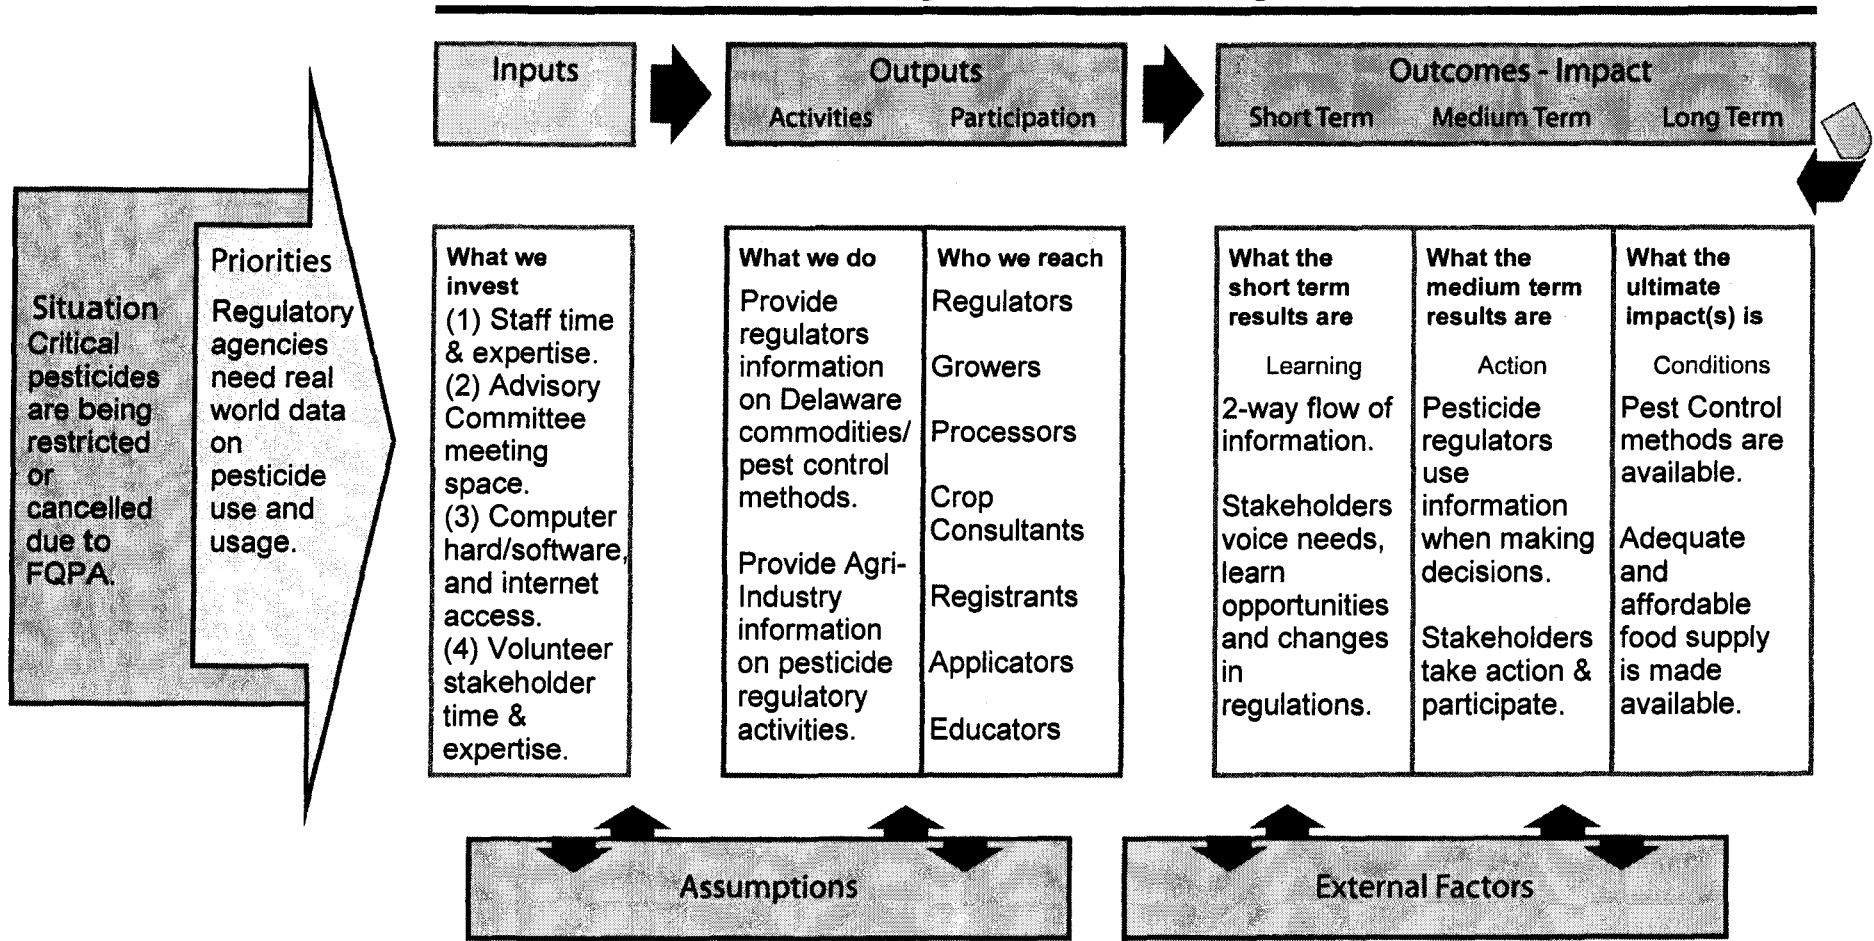 Inputs
Outputs
Activities Participation
Outcomes - Impact
Short Term Medium Term Long Term
Situation
Critical
pesticides
are being
restricted
or
cancelled
due to
FQPA.
Priorities
Regulatory
agencies
need real
world data
on
pesticide
use and
usage.
What we
invest
(1) Staff time
& expertise.
(2) Advisory
Committee
meeting
space.
(3) Computer
hard/software,
and internet
access.
(4) Volunteer
stakeholder
time &
expertise.
What we do
Provide
regulators
information
on Delaware
commodities/
pest control
methods.
Provide Agri-
Industry
information
on pesticide
regulatory
activities.
Who we reach
Regulators
Growers
Processors
Crop
Consultants
Registrants
Applicators
Educators
What the
short term
results are
Learning
2-way flow of
information.
Stakeholders
voice needs,
learn
opportunities
and changes
in
regulations.
What the
medium term
results are
Action
Pesticide
regulators
use
information
when making
decisions.
Stakeholders
take action &
participate.
What the
ultimate
impact(s) is
Conditions
Pest Control
methods are
available.
Adequate
and
affordable
food supply
is made
available.
Assumptions
External Factors